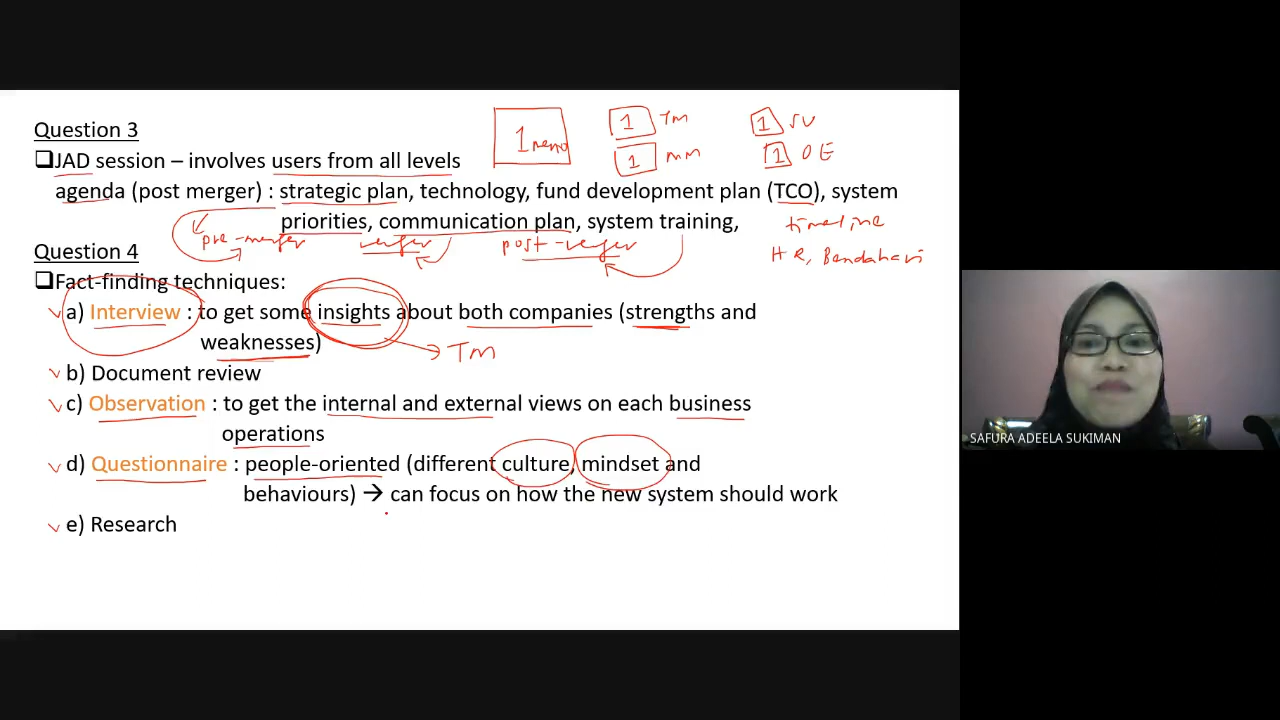 Question 3
1 memo
1 TM
1 SU
1 MM
1 OE
❑JAD session – involves users from all levels
agenda (post merger) : strategic plan, technology, fund development plan (TCO), system
priorities, communication plan, system training,
timeline
pre-merger
merger
post-merger
HR, Bendahari
Question 4
❑Fact-finding techniques:
a) Interview : to get some insights about both companies (strengths and
weaknesses)
TM
b) Document review
c) Observation : to get the internal and external views on each business
operations
d) Questionnaire : people-oriented (different culture, mindset and
behaviours) → can focus on how the new system should work
e) Research
SAFURA ADEELA SUKIMAN